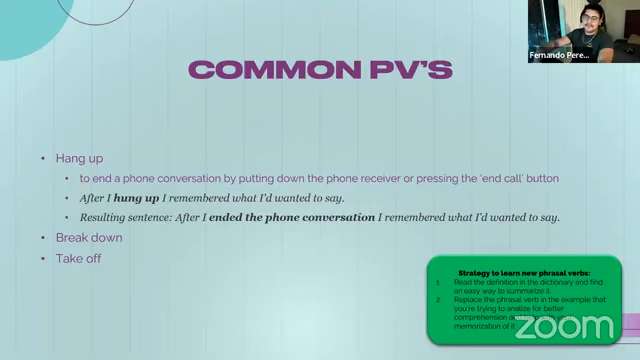 Fernando Pere...
COMMON PV'S
• Hang up
• to end a phone conversation by putting down the phone receiver or pressing the 'end call' button
• After I hung up I remembered what I'd wanted to say.
• Resulting sentence: After I ended the phone conversation I remembered what I'd wanted to say.
• Break down
• Take off
Strategy to learn new phrasal verbs:
1. Read the definition in the dictionary and find
an easy way to summarize it.
2. Replace the phrasal verb in the example that
you're trying to analize for better
comprehension
memorization of it
zoom